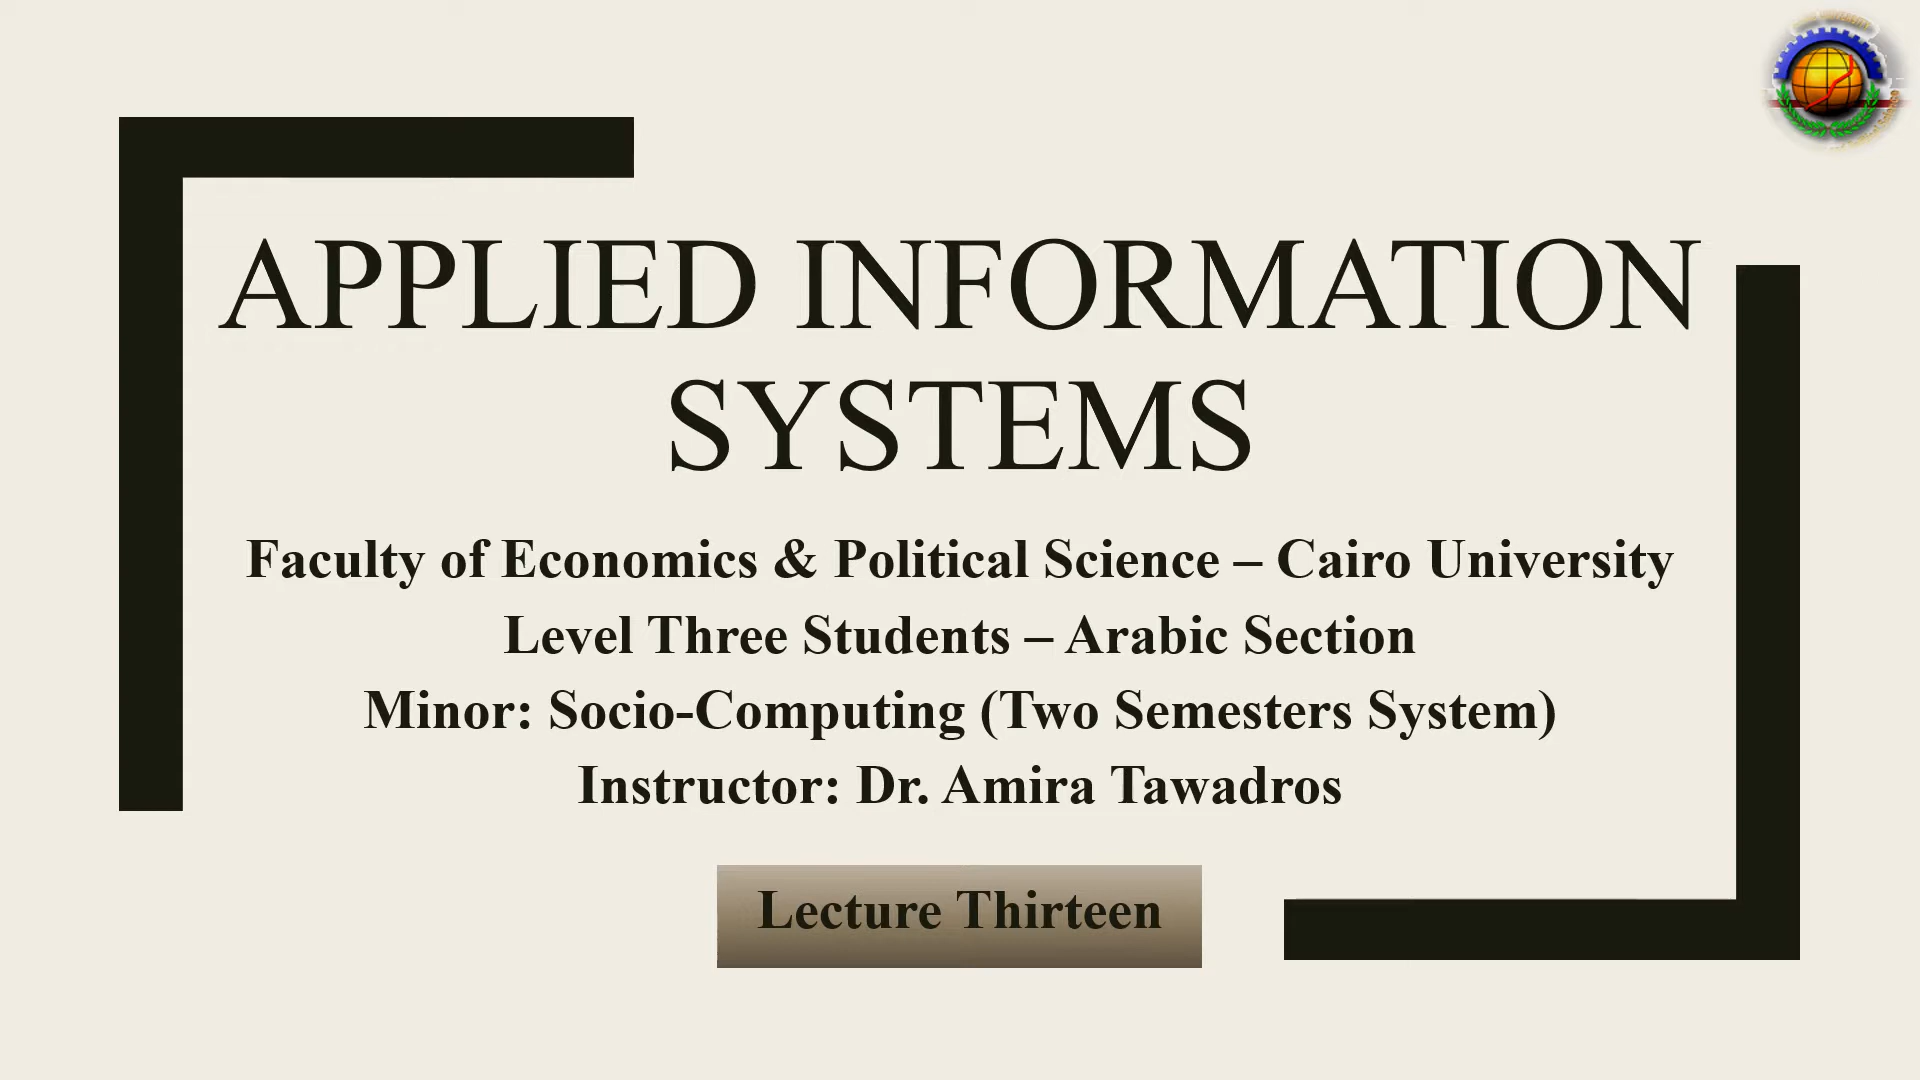 APPLIED INFORMATION
SYSTEMS
Faculty of Economics & Political Science – Cairo University
Level Three Students – Arabic Section
Minor: Socio-Computing (Two Semesters System)
Instructor: Dr. Amira Tawadros
Lecture Thirteen